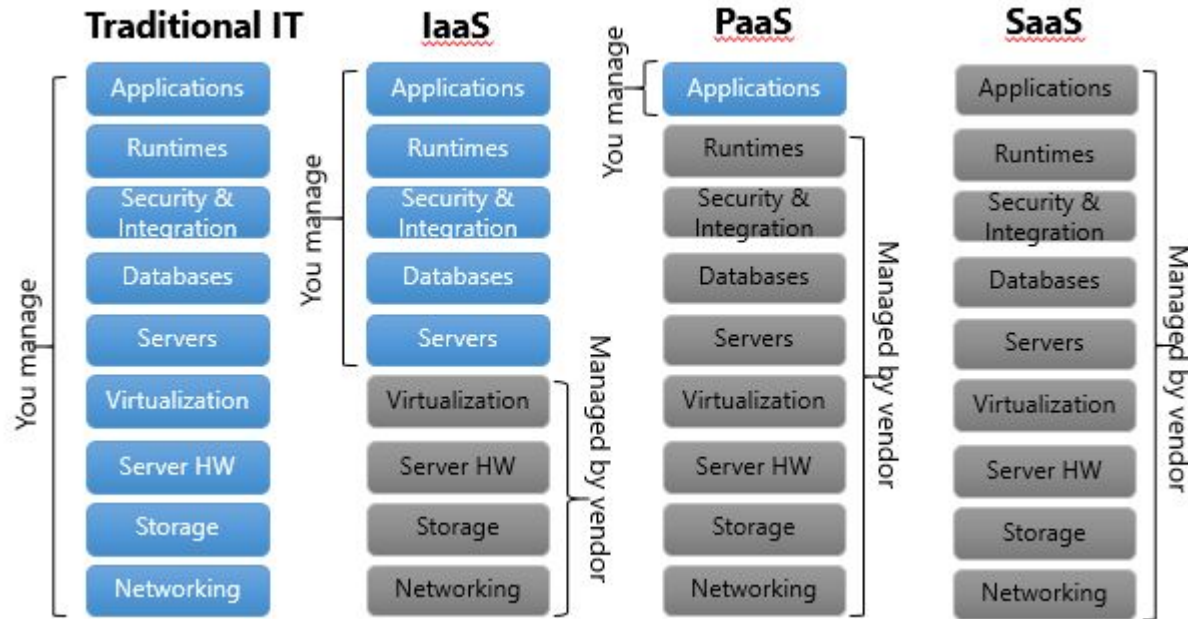 Traditional IT
You manage
Applications
Runtimes
Security &
Integration
Databases
Servers
Virtualization
Server HW
Storage
Networking
IaaS
You manage
Applications
Runtimes
Security &
Integration
Databases
Servers
Virtualization
Server HW
Storage
Networking
Managed by vendor
PaaS
You manage
Applications
Runtimes
Security &
Integration
Databases
Servers
Virtualization
Server HW
Storage
Networking
Managed by vendor
SaaS
Applications
Runtimes
Security &
Integration
Databases
Servers
Virtualization
Server HW
Storage
Networking
Managed by vendor